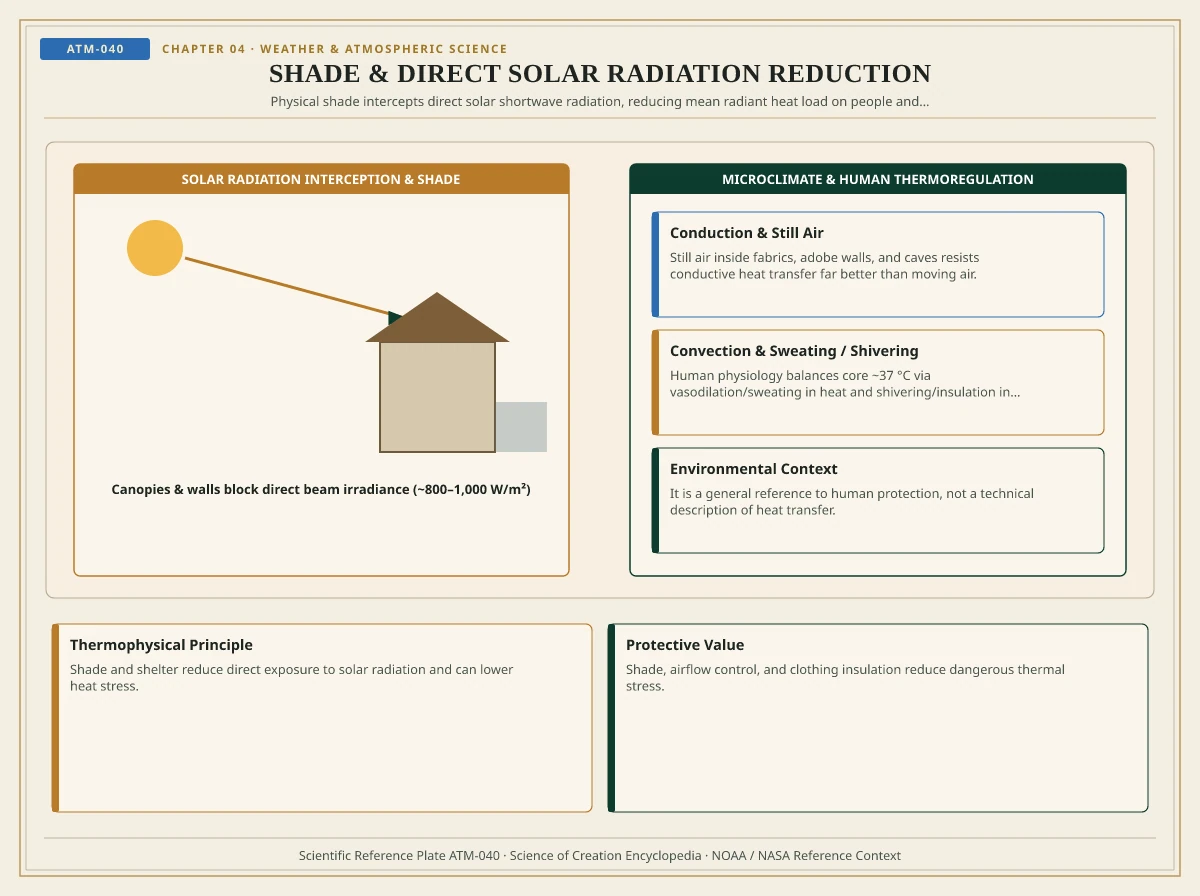 ATM-040
CHAPTER 04 · WEATHER & ATMOSPHERIC SCIENCE
SHADE & DIRECT SOLAR RADIATION REDUCTION
Physical shade intercepts direct solar shortwave radiation, reducing mean radiant heat load on people and...
SOLAR RADIATION INTERCEPTION & SHADE
Canopies & walls block direct beam irradiance (~800–1,000 W/m²)
MICROCLIMATE & HUMAN THERMOREGULATION
Conduction & Still Air
Still air inside fabrics, adobe walls, and caves resists
conductive heat transfer far better than moving air.
Convection & Sweating / Shivering
Human physiology balances core ~37 °C via
vasodilation/sweating in heat and shivering/insulation in...
Environmental Context
It is a general reference to human protection, not a technical
description of heat transfer.
Thermophysical Principle
Shade and shelter reduce direct exposure to solar radiation and can lower
heat stress.
Protective Value
Shade, airflow control, and clothing insulation reduce dangerous thermal
stress.
Scientific Reference Plate ATM-040 · Science of Creation Encyclopedia · NOAA / NASA Reference Context